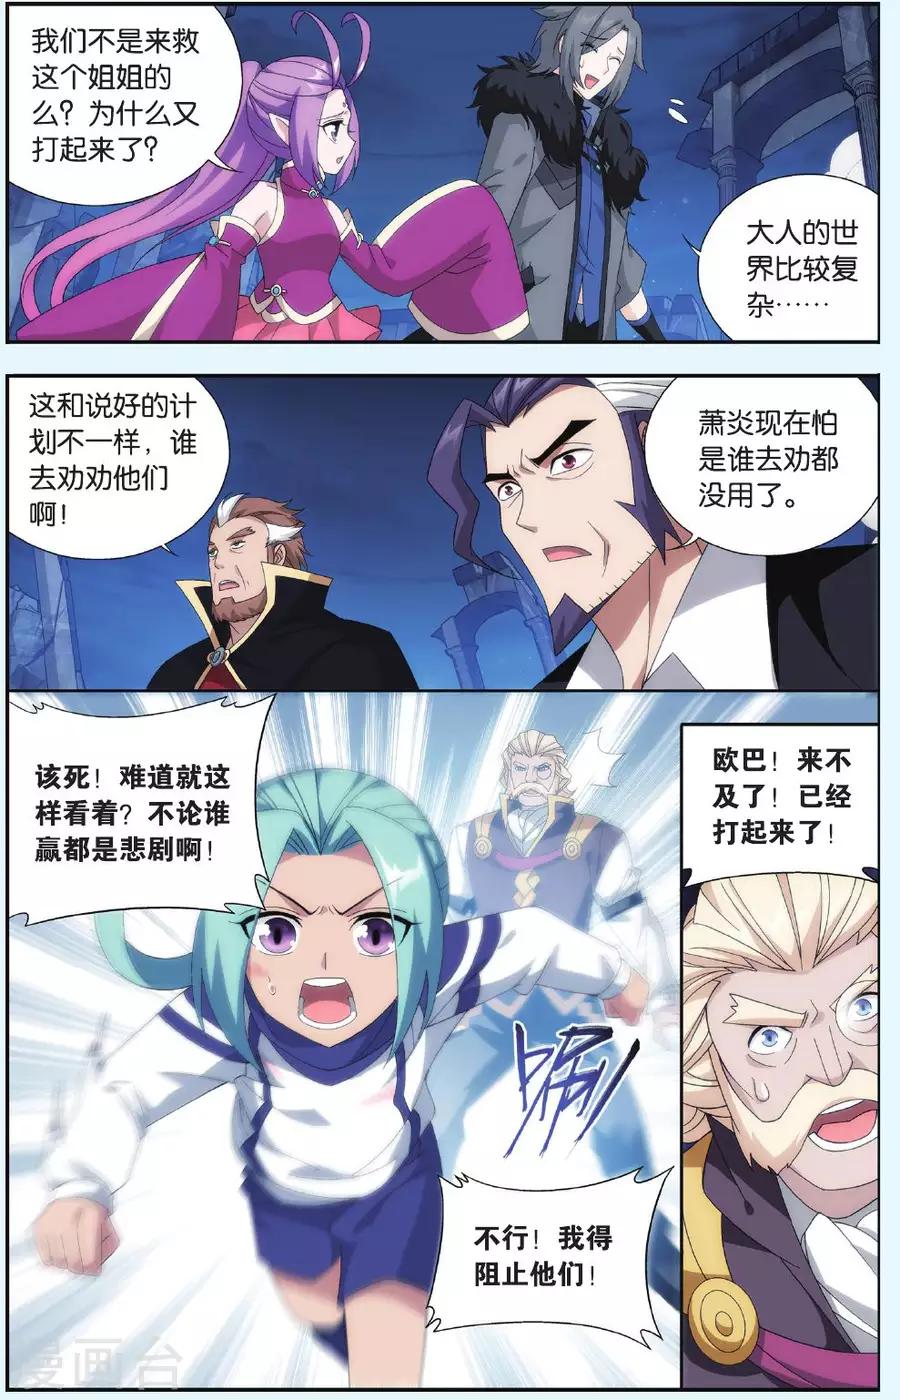 我们不是来救
这个姐姐的
么？为什么又
打起来了？
大人的世
界比较复
杂……
这和说好的计
划不一样，谁
去劝劝他们
啊！
萧炎现在怕
是谁去劝都
没用了。
该死！难道就这
样看着？不论谁
赢都是悲剧啊！
欧巴！来不
及了！已经
打起来了！
不行！我得
阻止他们！
漫画台